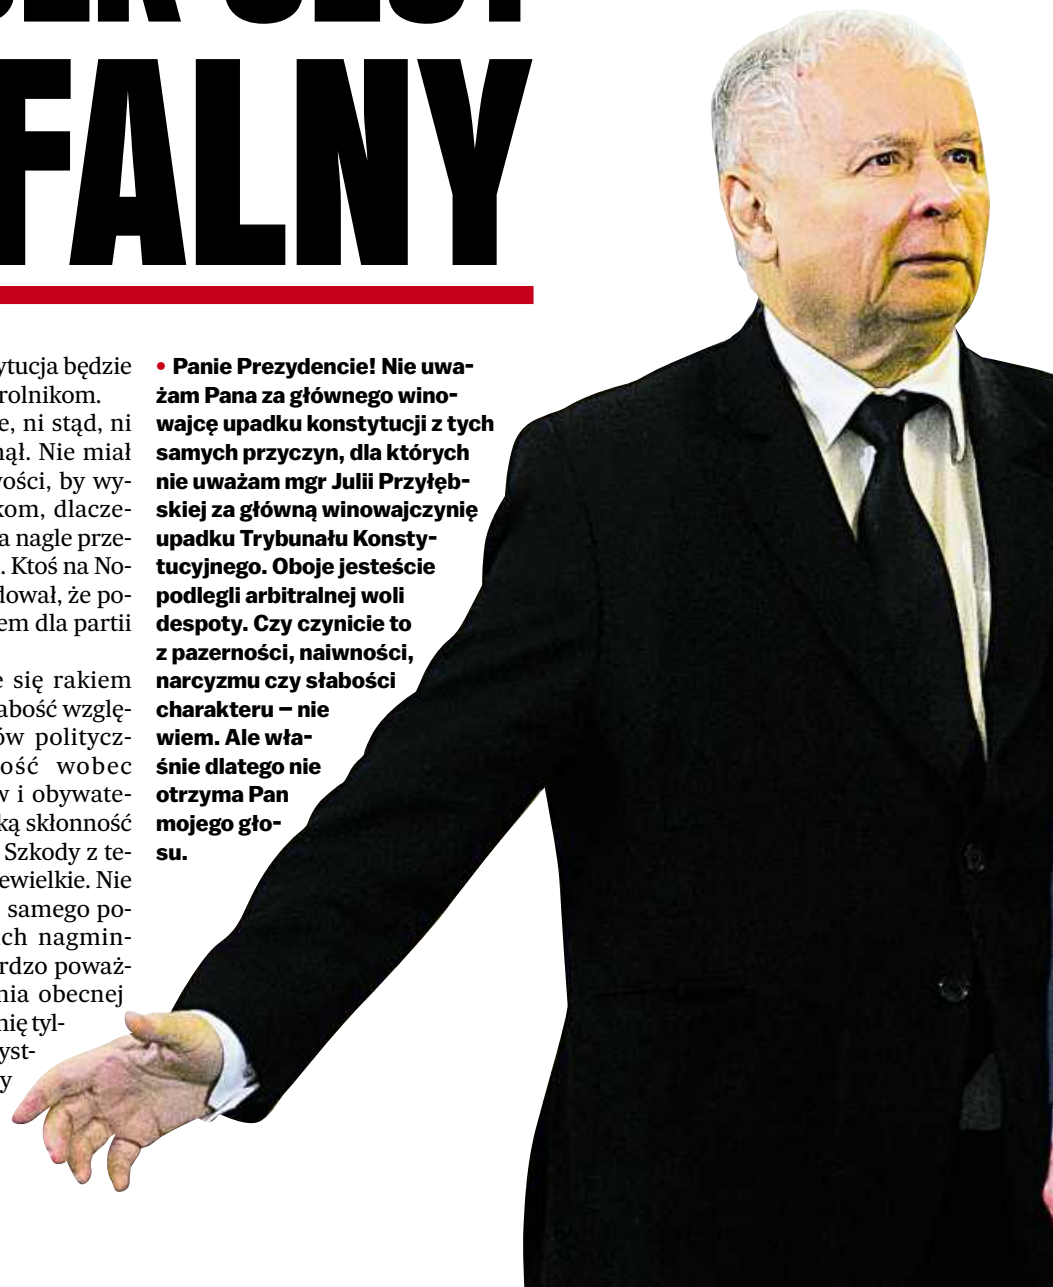 FALNY
ytucja będzie
rolnikom.
e, ni stąd, ni
nął. Nie miał
vości, by wy-
kom, dlacze-
a nagle prze-
. Ktoś na No-
dował, że po-
em dla partii
e się rakiem
abość wzglę-
ów politycz-
ość wobec
w i obywate-
ką skłonność
Szkody z te-
ewielkie. Nie
samego po-
ch nagmin-
rdzo poważ-
nia obecnej
nię tyl-
yst-
y
• Panie Prezydencie! Nie uwa-
żam Pana za głównego wino-
wajcę upadku konstytucji z tych
samych przyczyn, dla których
nie uważam mgr Julii Przyłęb-
skiej za główną winowajczynię
upadku Trybunału Konsty-
tucyjnego. Oboje jesteście
podlegli arbitralnej woli
despoty. Czy czynicie to
z pazerności, naiwności,
narcyzmu czy słabości
charakteru – nie
wiem. Ale wła-
śnie dlatego nie
otrzyma Pan
mojego gło-
su.